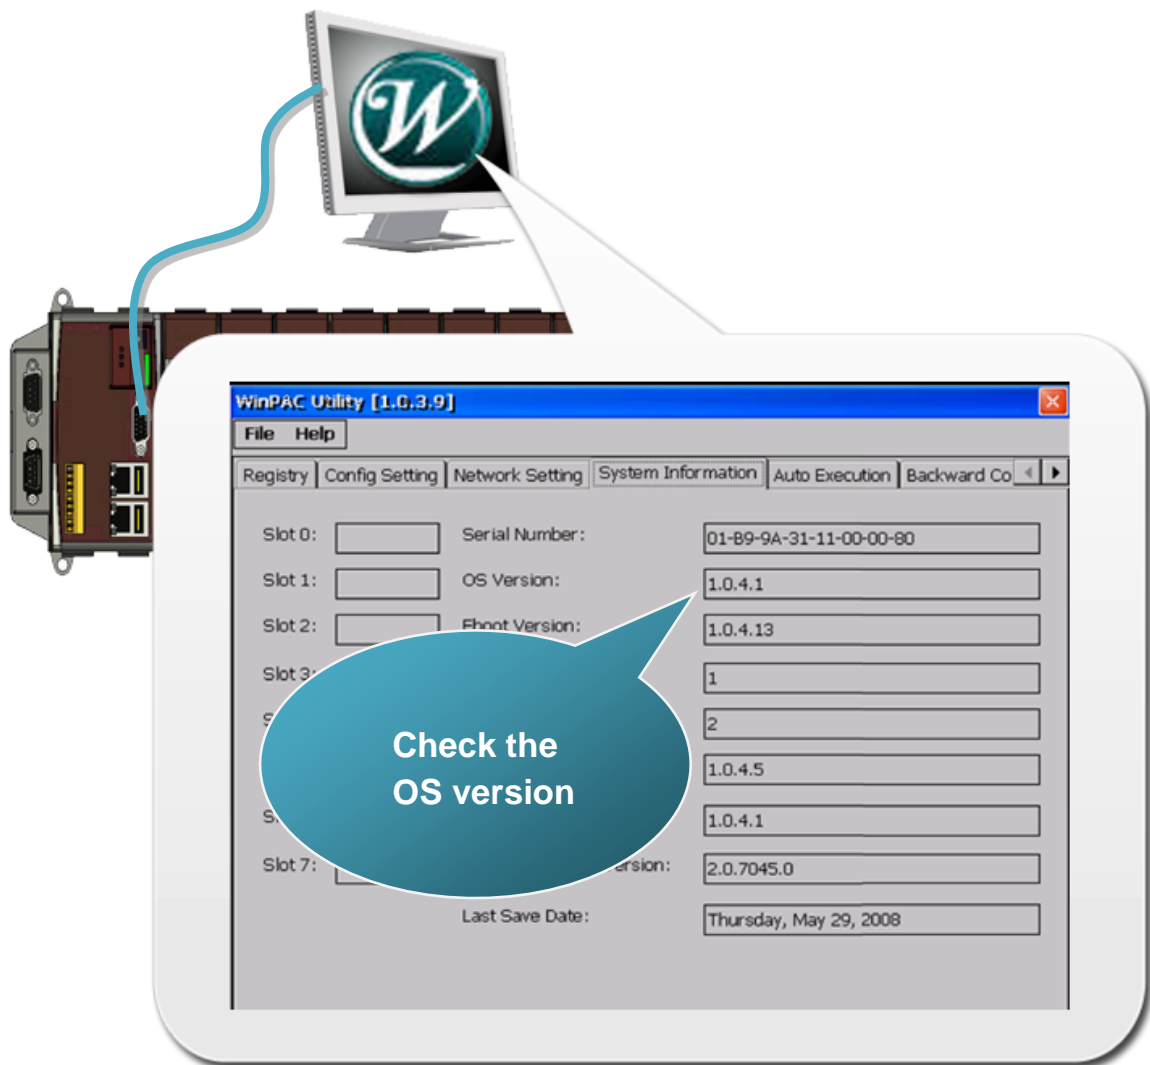 W
WinPAC Utility [1.0.3.9]
File Help
Registry Config Setting Network Setting System Information Auto Execution Backward Co
Slot 0: Serial Number: 01-B9-9A-31-11-00-00-80
Slot 1: OS Version: 1.0.4.1
Slot 2: Eboot Version: 1.0.4.13
Slot 3: 1
2
1.0.4.5
1.0.4.1
Slot 7: 2.0.7045.0
Last Save Date: Thursday, May 29, 2008
Check the
OS version